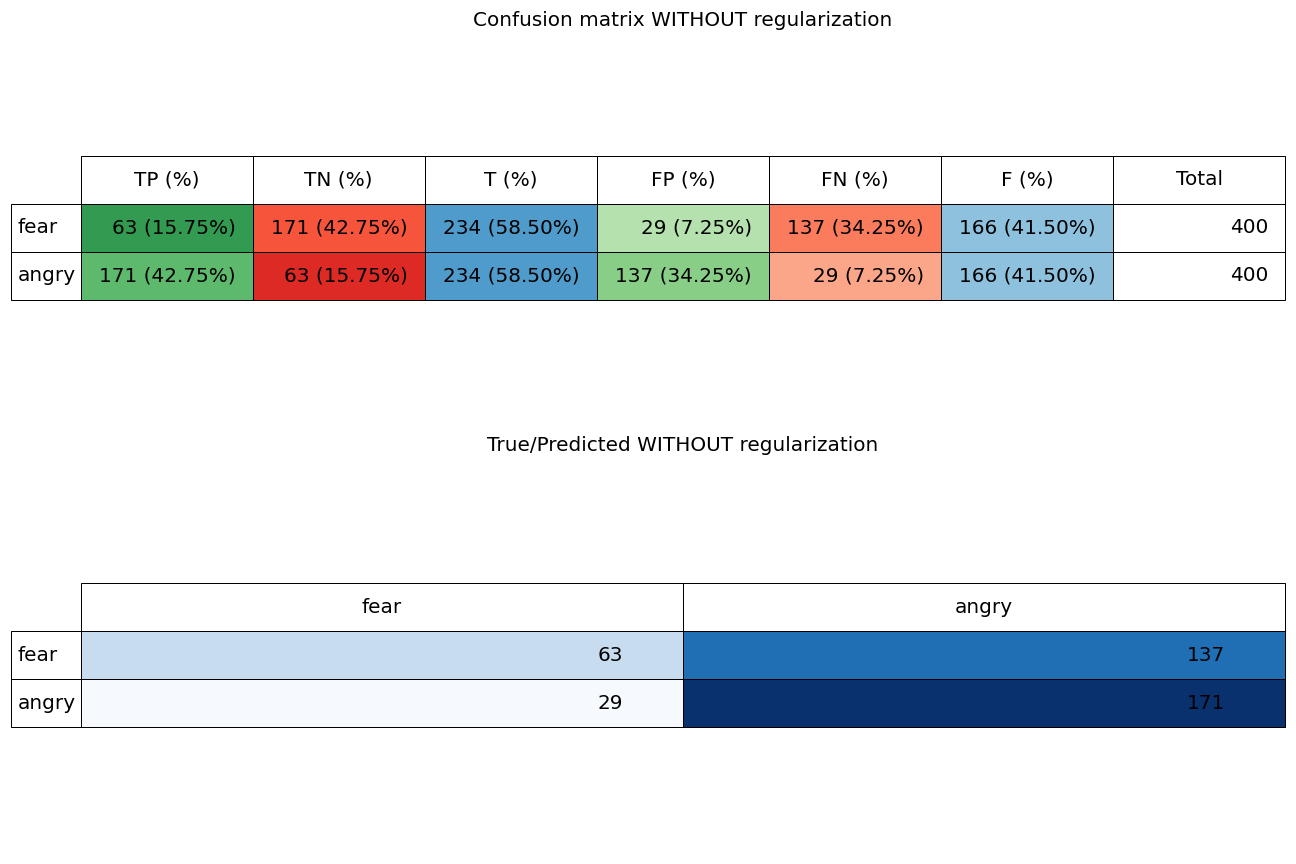 Confusion matrix WITHOUT regularization
TP (%) TN (%) T (%) FP (%) FN (%) F (%) Total
fear 63 (15.75%) 171 (42.75%) 234 (58.50%) 29 (7.25%) 137 (34.25%) 166 (41.50%) 400
angry 171 (42.75%) 63 (15.75%) 234 (58.50%) 137 (34.25%) 29 (7.25%) 166 (41.50%) 400
True/Predicted WITHOUT regularization
fear angry
fear 63 137
angry 29 171